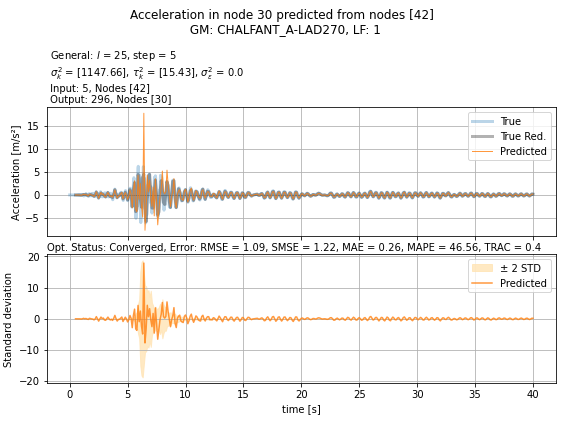 Acceleration in node 30 predicted from nodes [42]
GM: CHALFANT_A-LAD270, LF: 1
General: l = 25, step = 5
σ²ₖ = [1147.66], τ²ₖ = [15.43], σ²_ε = 0.0
Input: 5, Nodes [42]
Output: 296, Nodes [30]
Acceleration [m/s²]
15
10
5
0
−5
True
True Red.
Predicted
Opt. Status: Converged, Error: RMSE = 1.09, SMSE = 1.22, MAE = 0.26, MAPE = 46.56, TRAC = 0.4
Standard deviation
20
10
0
−10
−20
± 2 STD
Predicted
0 5 10 15 20 25 30 35 40
time [s]